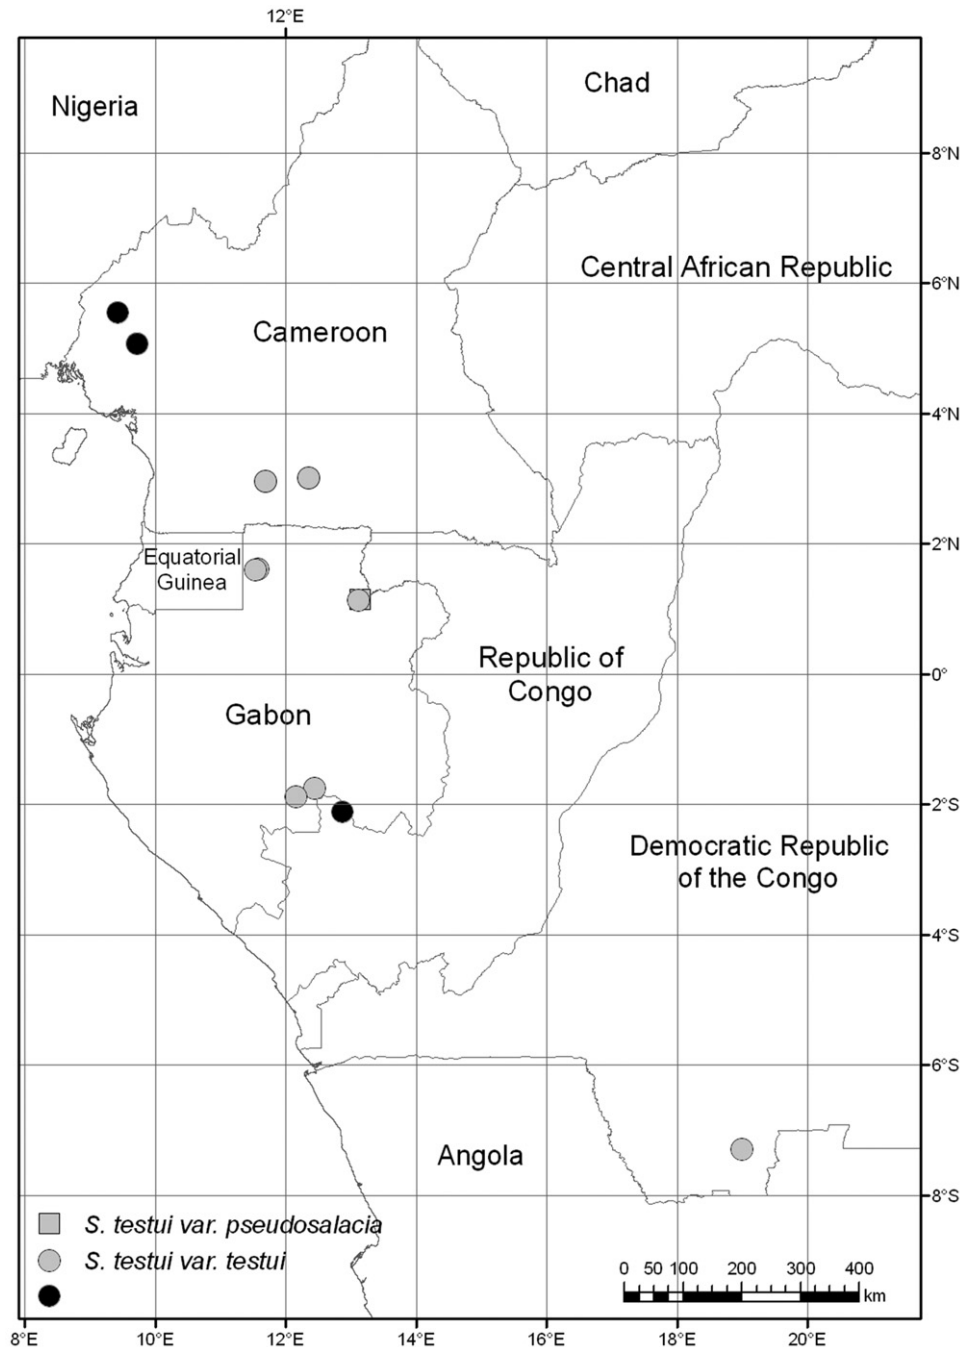 12°E
Nigeria
Chad
8°N
Central African Republic
6°N
Cameroon
4°N
2°N
Equatorial
Guinea
Republic of
Congo
0°
Gabon
2°S
Democratic Republic
of the Congo
4°S
6°S
Angola
8°S
S. testui var. pseudosalacia
S. testui var. testui
0 50 100 200 300 400
km
8°E 10°E 12°E 14°E 16°E 18°E 20°E